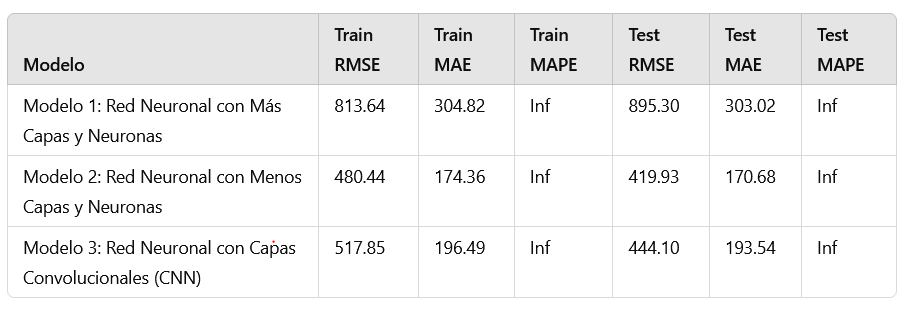 Modelo Train RMSE Train MAE Train MAPE Test RMSE Test MAE Test MAPE
Modelo 1: Red Neuronal con Más Capas y Neuronas 813.64 304.82 Inf 895.30 303.02 Inf
Modelo 2: Red Neuronal con Menos Capas y Neuronas 480.44 174.36 Inf 419.93 170.68 Inf
Modelo 3: Red Neuronal con Capas Convolucionales (CNN) 517.85 196.49 Inf 444.10 193.54 Inf